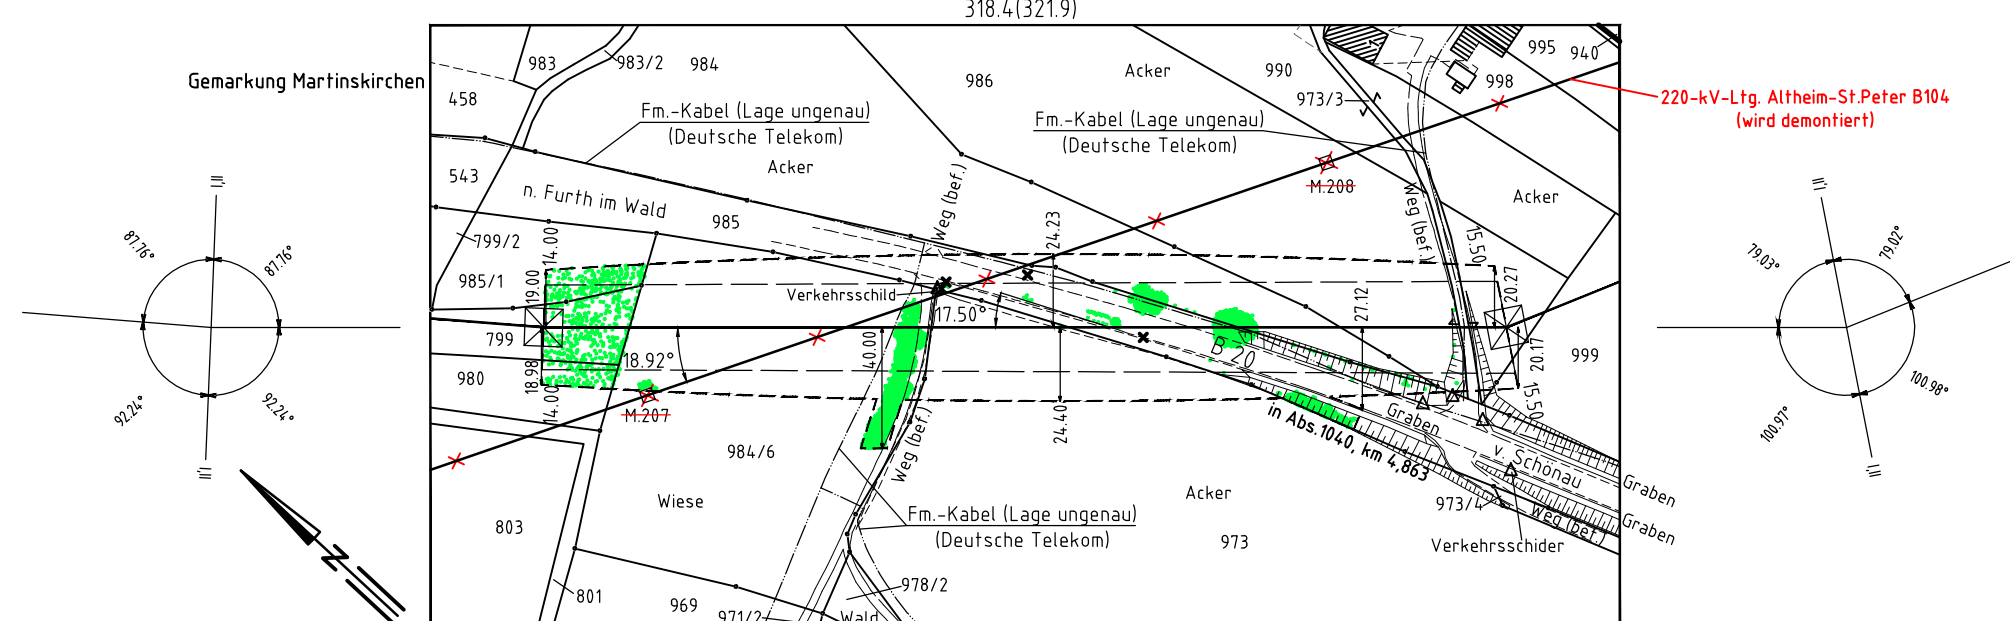 318.4(321.9)
Gemarkung Martinskirchen
983
983/2
984
986
Acker
990
995
940
998
973/3
458
Fm.-Kabel (Lage ungenau)
(Deutsche Telekom)
Acker
Fm.-Kabel (Lage ungenau)
(Deutsche Telekom)
220-kV-Ltg. Altheim-St.Peter B104
(wird demontiert)
M.208
Acker
543
n. Furth im Wald
985
Weg (bef.)
Weg (bef.)
799/2
985/1
14.00
19.00
24.23
15.50
20.27
87.76°
87.76°
92.24°
92.24°
79.03°
79.02°
100.97°
100.98°
Verkehrsschild
17.50°
27.12
799
18.92°
40.00
B 20
20.17
999
980
18.98
14.00
M.207
24.40
15.50
984/6
Weg (bef.)
in Abs.1040, km 4,863
Graben
v. Schönau
Graben
Graben
Weg (bef.)
973/4
Verkehrsschider
Wiese
Acker
803
Fm.-Kabel (Lage ungenau)
(Deutsche Telekom)
973
N
801
969
971/2
978/2
Wald